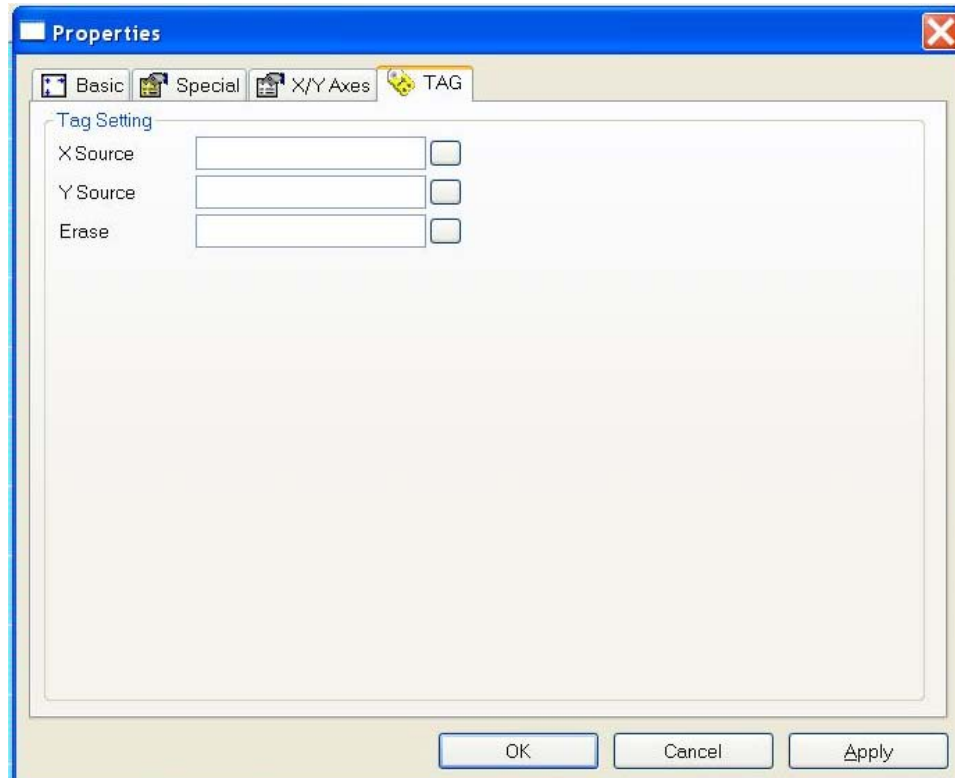 Properties
Basic Special X/Y Axes TAG
Tag Setting
X Source
Y Source
Erase
OK Cancel Apply